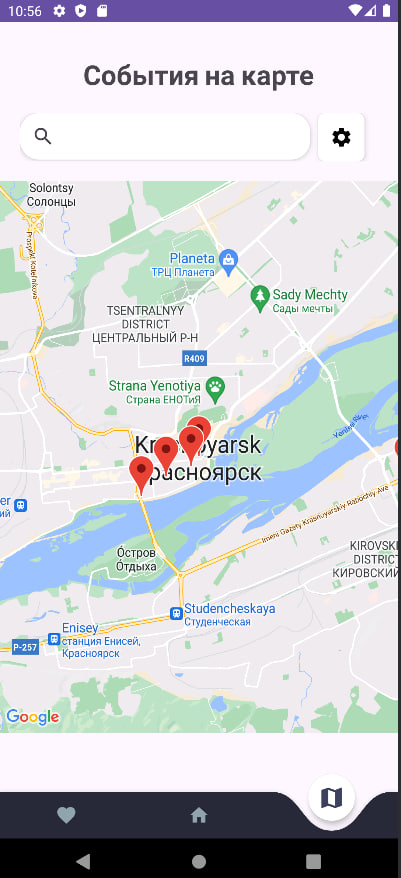 10:56
События на карте
Solontsy
Солонцы
Planeta
ТРЦ Планета
Sady Mechty
Сады мечты
TSENTRALNYY
DISTRICT
ЦЕНТРАЛЬНЫЙ Р-Н
R409
Strana Yenotiya
Страна ЕНОТиЯ
Yenisei River
Красноярск
Imeni Gazety Krasnoyarskiy Rabochiy Ave
Остров
Отдыха
KIROVSK
DISTRICT
КИРОВСКИЙ
Studencheskaya
Студенческая
Enisey
станция Енисей,
Красноярск
Р-257
Google